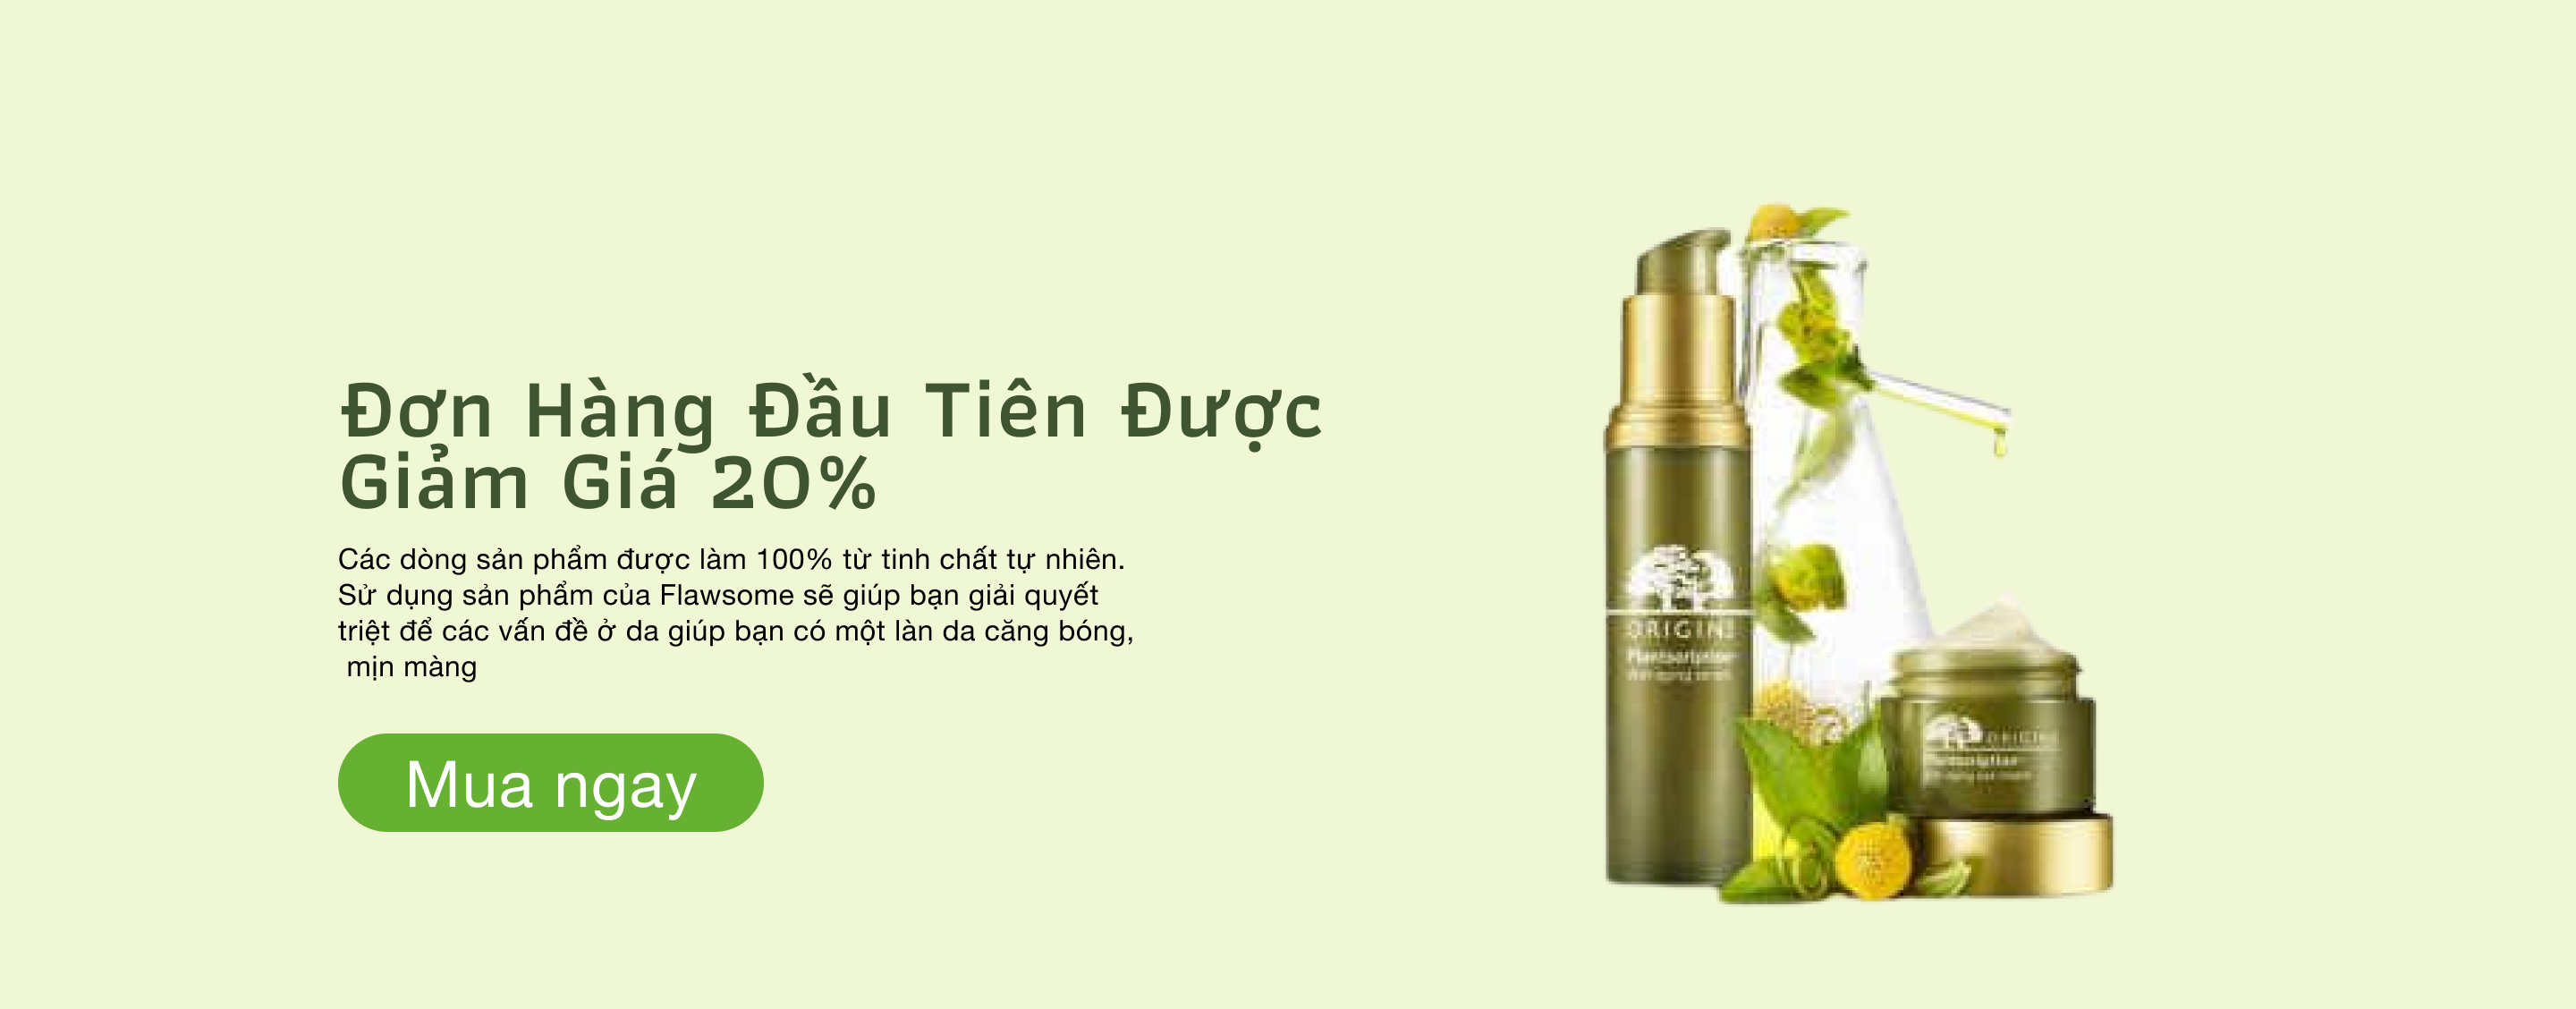 Đơn Hàng Đầu Tiên Được
Giảm Giá 20%
Các dòng sản phẩm được làm 100% từ tinh chất tự nhiên.
Sử dụng sản phẩm của Flawsome sẽ giúp bạn giải quyết
triệt để các vấn đề ở da giúp bạn có một làn da căng bóng,
mịn màng
Mua ngay
ORIGINS
ORIGINS